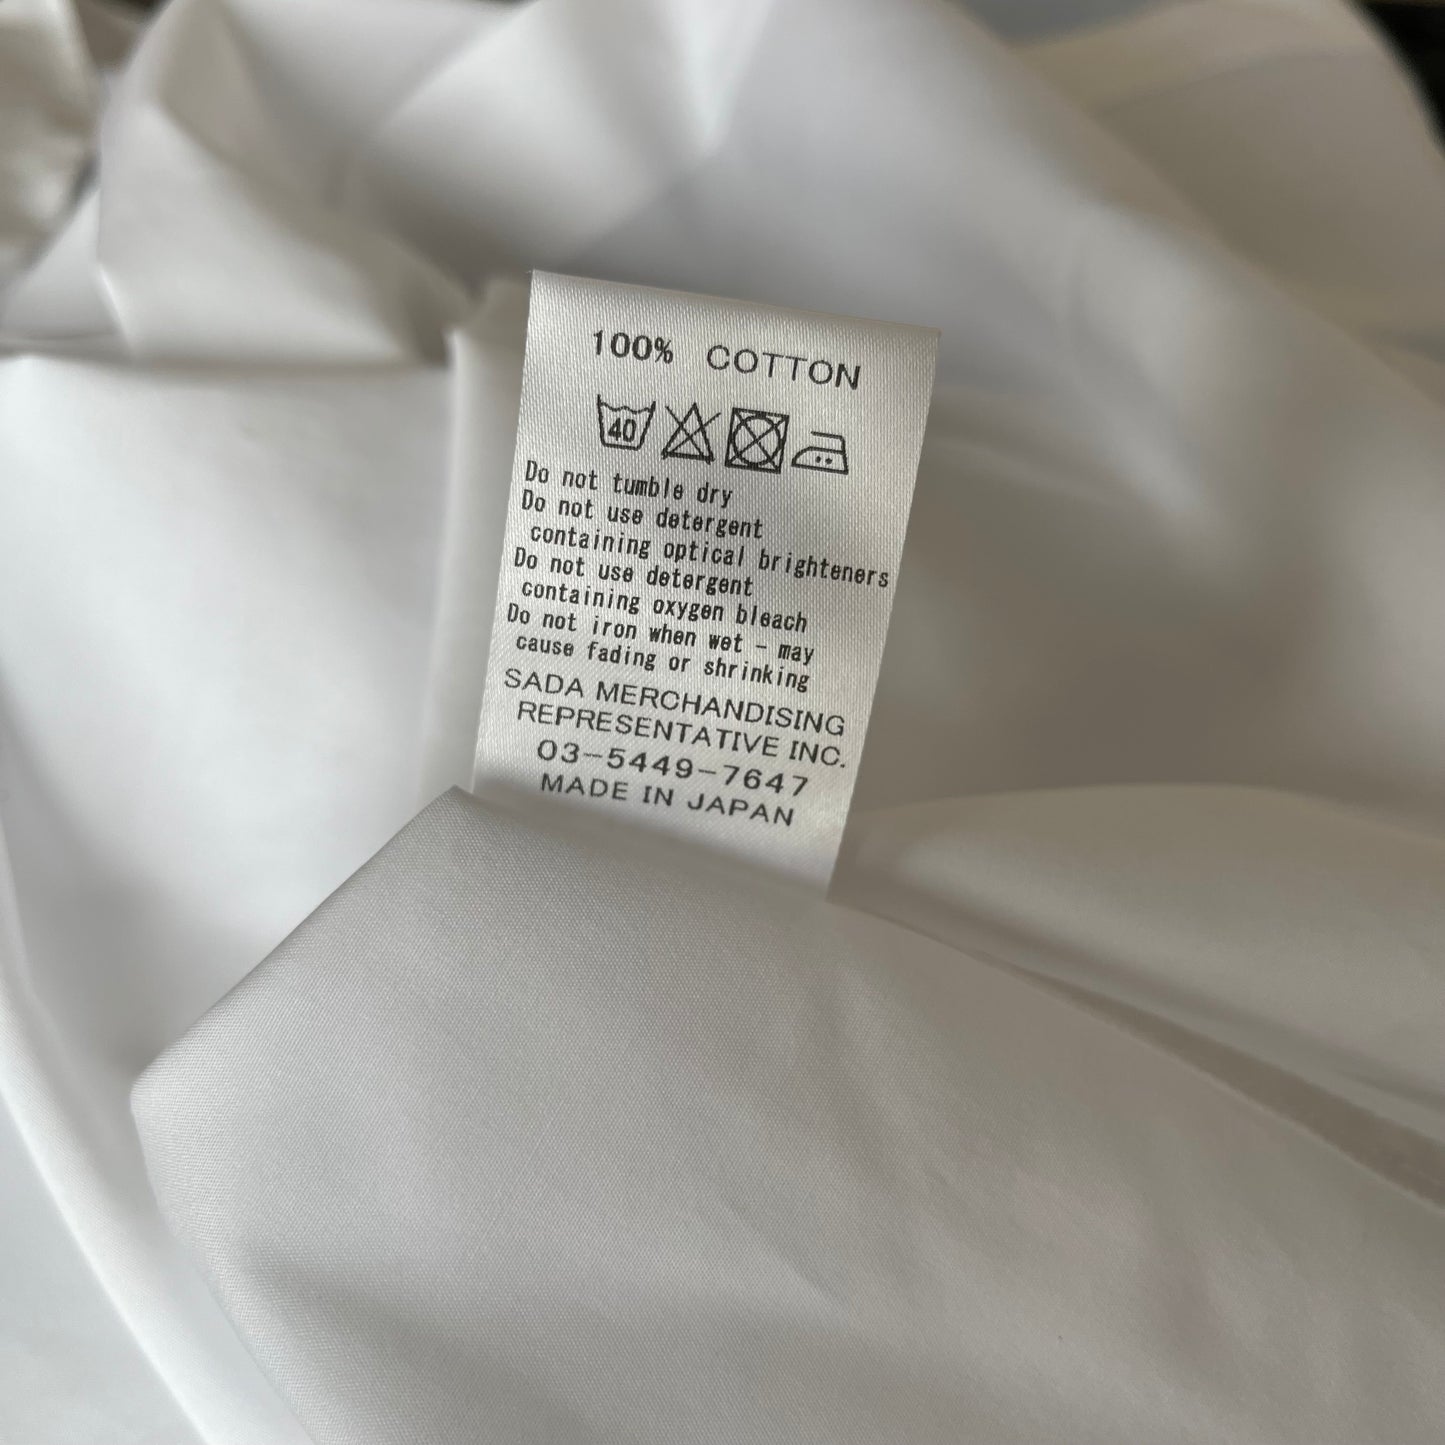 100% COTTON
40
Do not tumble dry
Do not use detergent
containing optical brighteners
Do not use detergent
containing oxygen bleach
Do not iron when wet - may
cause fading or shrinking
SADA MERCHANDISING
REPRESENTATIVE INC.
03-5449-7647
MADE IN JAPAN